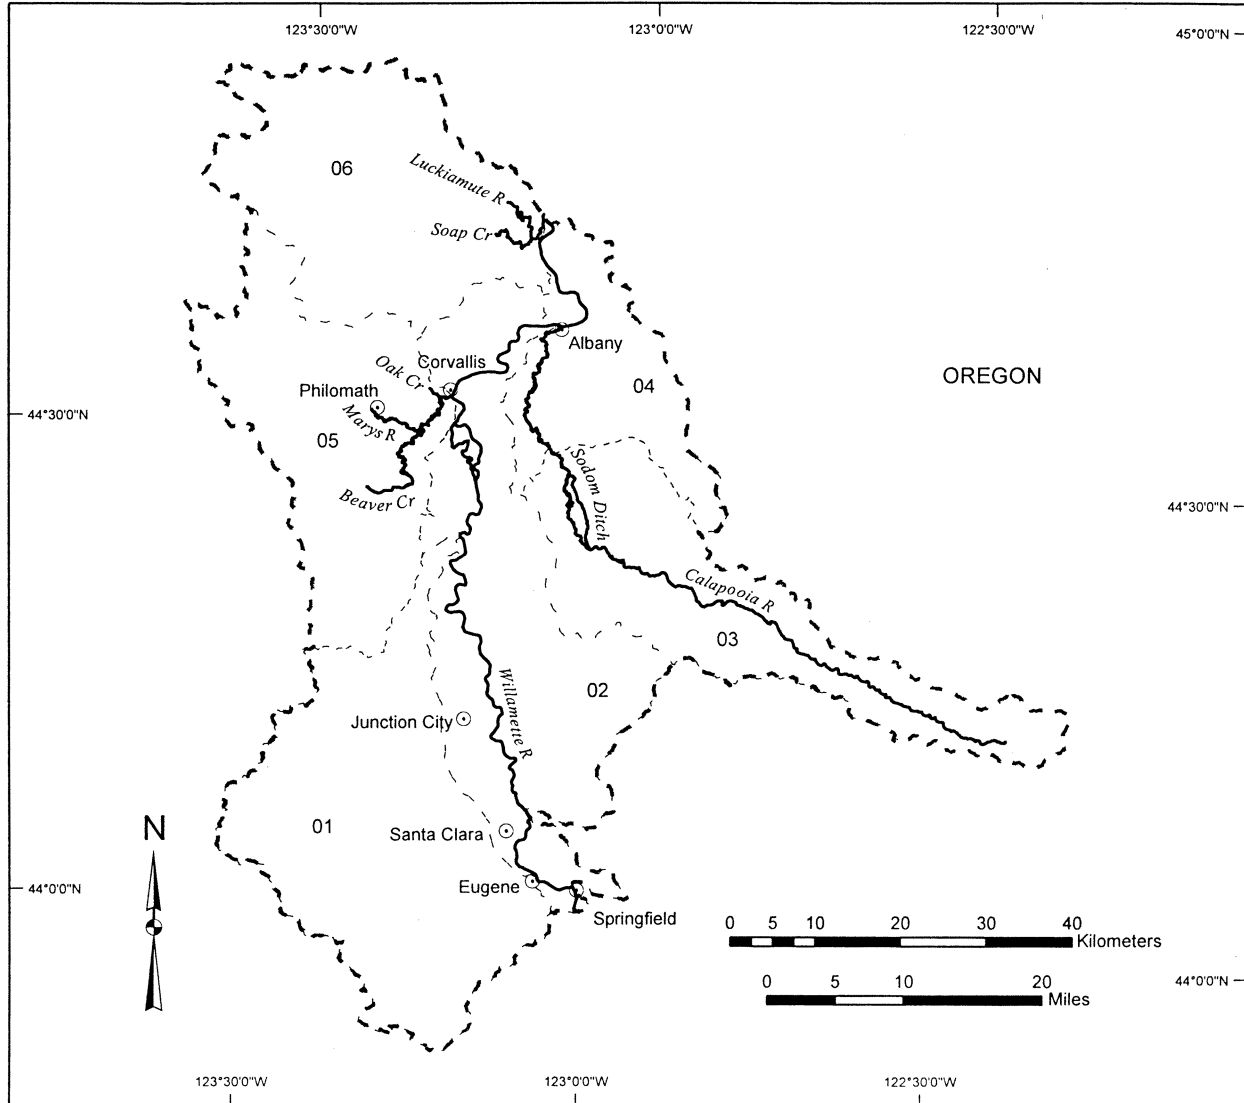 123°30'0"W
123°0'0"W
122°30'0"W
45°0'0"N
06
Luckiamute R
Soap Cr
Albany
Corvallis
Oak Cr
Philomath
04
OREGON
44°30'0"N
Marys R
05
Sodom Ditch
Beaver Cr
44°30'0"N
Calapooia R
03
02
Willamette R
Junction City
01
Santa Clara
N
Eugene
44°0'0"N
Springfield
0 5 10 20 30 40
Kilometers
0 5 10 20
Miles
44°0'0"N
123°30'0"W
123°0'0"W
122°30'0"W